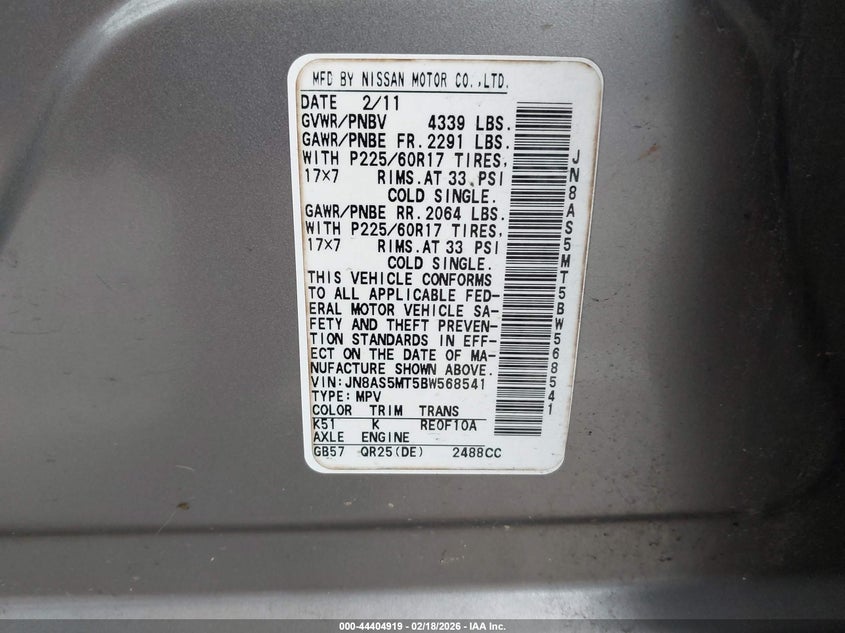 MFD BY NISSAN MOTOR CO.,LTD.
DATE 2/11
GVWR/PNBV 4339 LBS.
GAWR/PNBE FR. 2291 LBS.
WITH P225/60R17 TIRES,
17×7 RIMS. AT 33 PSI
COLD SINGLE.
GAWR/PNBE RR. 2064 LBS.
WITH P225/60R17 TIRES,
17×7 RIMS. AT 33 PSI
COLD SINGLE.
THIS VEHICLE CONFORMS
TO ALL APPLICABLE FED-
ERAL MOTOR VEHICLE SA-
FETY AND THEFT PREVEN-
TION STANDARDS IN EFF-
ECT ON THE DATE OF MA-
NUFACTURE SHOWN ABOVE.
VIN:JN8AS5MT5BW568541
TYPE:MPV
COLOR TRIM TRANS
K51 K RE0F10A
AXLE ENGINE
GB57 QR25(DE) 2488CC
JN8AS5MT5BW568541
000-44404919 - 02/18/2026 - IAA Inc.